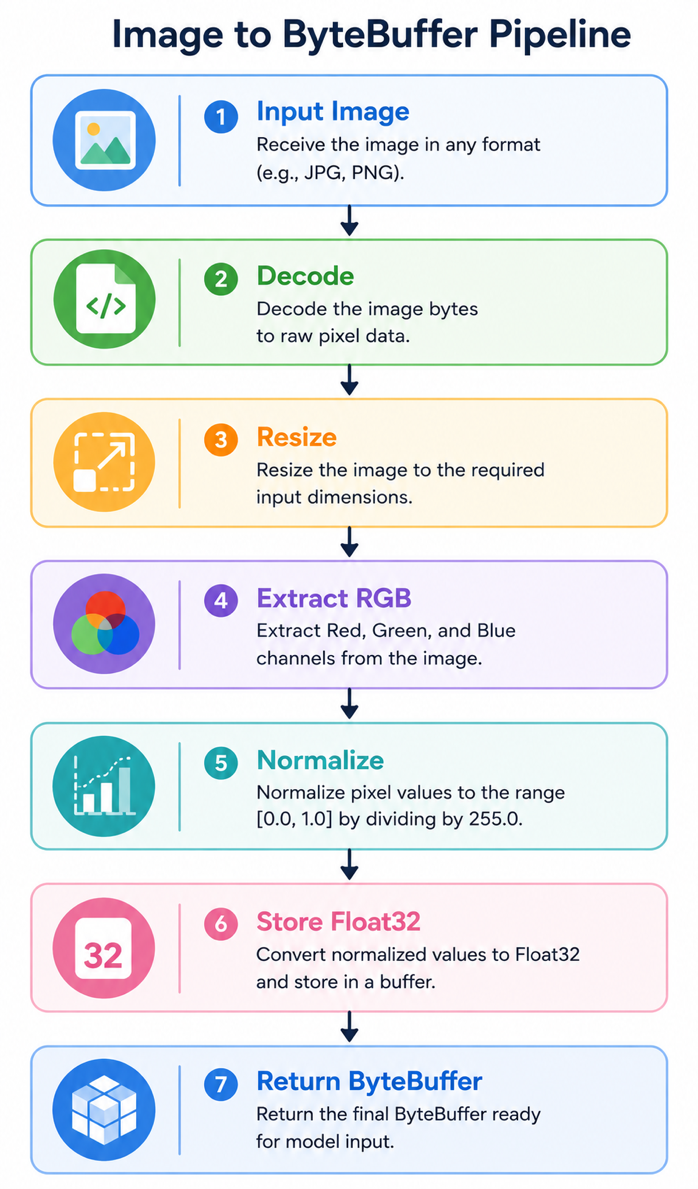 Image to ByteBuffer Pipeline
1
Input Image
Receive the image in any format
(e.g., JPG, PNG).
</>
2
Decode
Decode the image bytes
to raw pixel data.
3
Resize
Resize the image to the required
input dimensions.
4
Extract RGB
Extract Red, Green, and Blue
channels from the image.
5
Normalize
Normalize pixel values to the range
[0.0, 1.0] by dividing by 255.0.
32
6
Store Float32
Convert normalized values to Float32
and store in a buffer.
7
Return ByteBuffer
Return the final ByteBuffer ready
for model input.